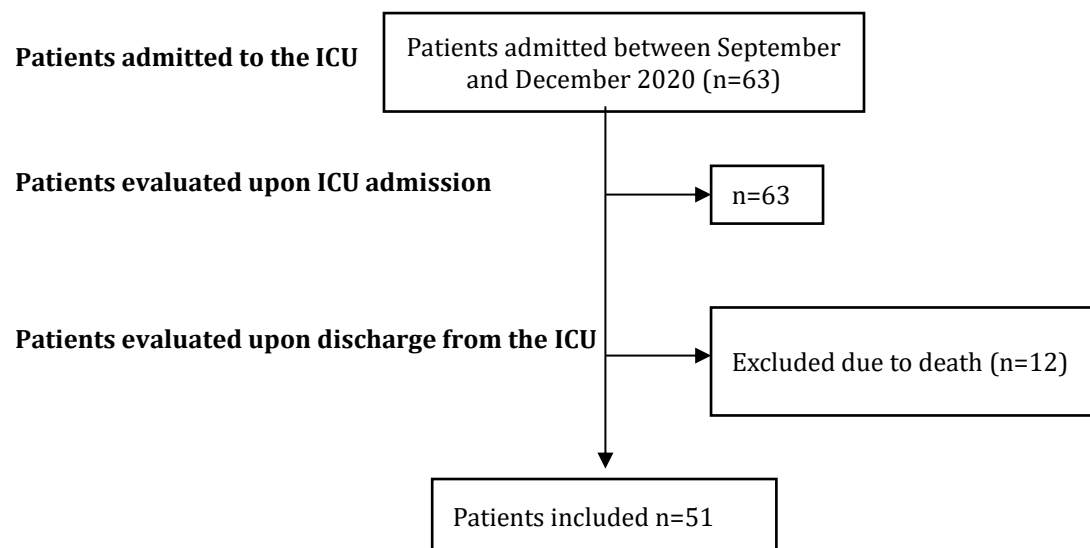 Patients admitted to the ICU
Patients admitted between September
and December 2020 (n=63)
Patients evaluated upon ICU admission
n=63
Patients evaluated upon discharge from the ICU
Excluded due to death (n=12)
Patients included n=51